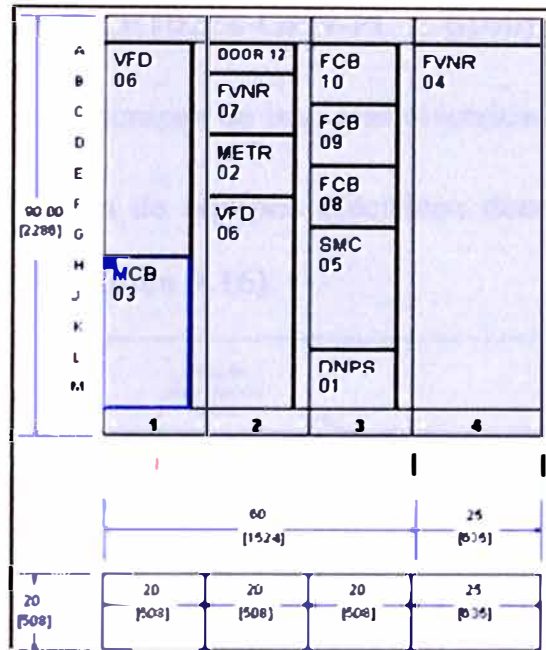 A
B
C
D
E
F
G
H
J
K
L
M
90.00
[2286]
VFD
06
MCB
03
DOOR 12
FVNR
07
METR
02
VFD
06
FCB
10
FCB
09
FCB
08
SMC
05
DNPS
01
FVNR
04
1
2
3
4
60
[1524]
25
[635]
20
[508]
20
[508]
20
[508]
20
[508]
25
[635]